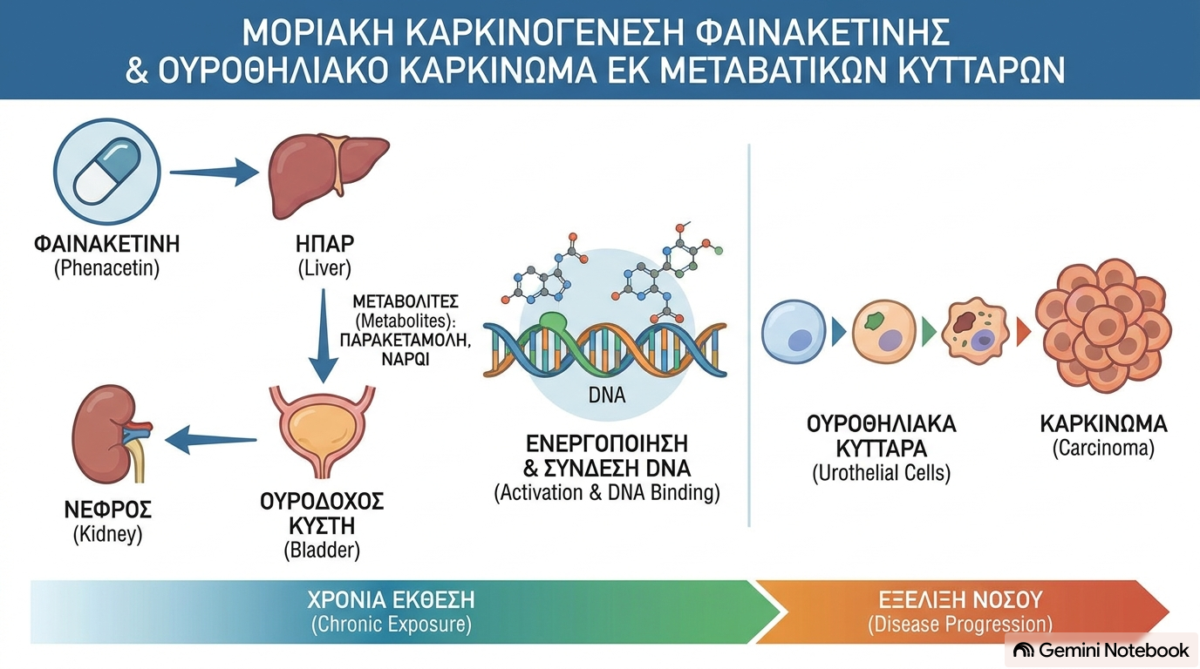 ΜΟΡΙΑΚΗ ΚΑΡΚΙΝΟΓΕΝΕΣΗ ΦΑΙΝΑΚΕΤΙΝΗΣ
& ΟΥΡΟΘΗΛΙΑΚΟ ΚΑΡΚΙΝΩΜΑ ΕΚ ΜΕΤΑΒΑΤΙΚΩΝ ΚΥΤΤΑΡΩΝ
ΦΑΙΝΑΚΕΤΙΝΗ
(Phenacetin)
ΗΠΑΡ
(Liver)
ΜΕΤΑΒΟΛΙΤΕΣ
(Metabolites):
ΠΑΡΑΚΕΤΑΜΟΛΗ,
NAPQI
ΝΕΦΡΟΣ
(Kidney)
ΟΥΡΟΔΟΧΟΣ
ΚΥΣΤΗ
(Bladder)
DNA
ΕΝΕΡΓΟΠΟΙΗΣΗ
& ΣΥΝΔΕΣΗ DNA
(Activation & DNA Binding)
ΟΥΡΟΘΗΛΙΑΚΑ
ΚΥΤΤΑΡΑ
(Urothelial Cells)
ΚΑΡΚΙΝΩΜΑ
(Carcinoma)
ΧΡΟΝΙΑ ΕΚΘΕΣΗ
(Chronic Exposure)
ΕΞΕΛΙΞΗ ΝΟΣΟΥ
(Disease Progression)
Gemini Notebook